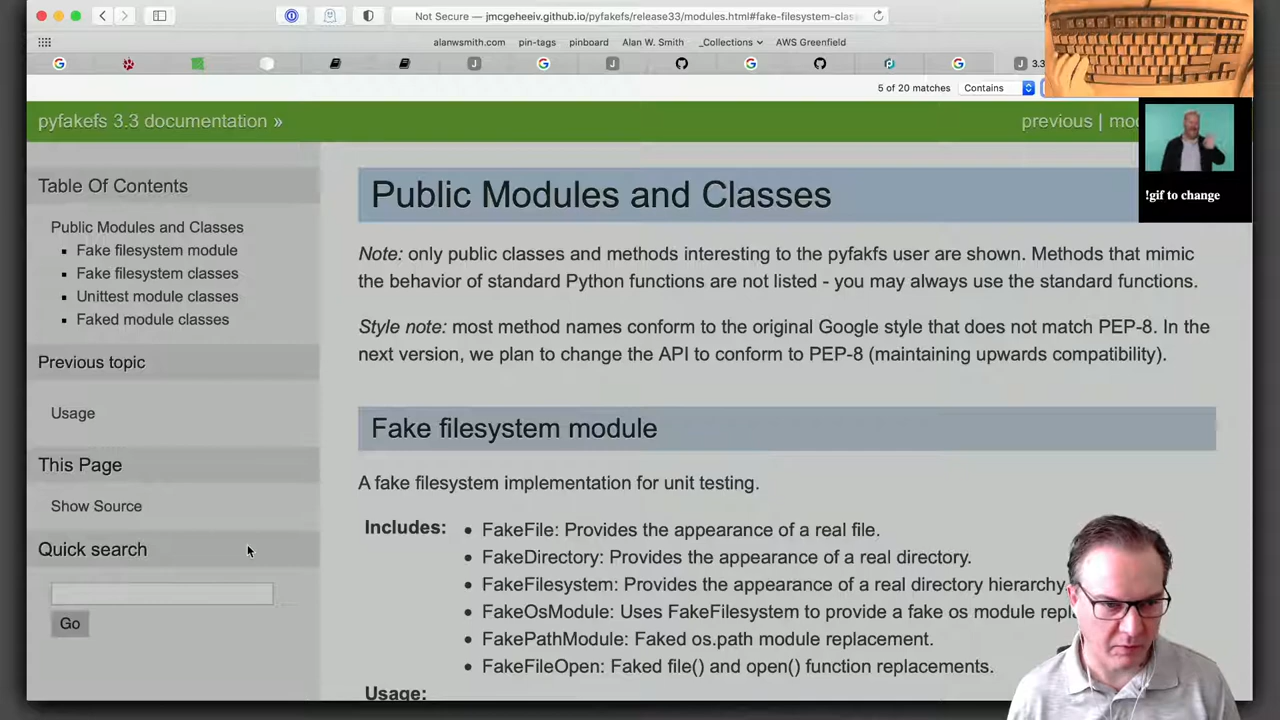 Not Secure — jmcgeheeiv.github.io/pyfakefs/release33/modules.html#fake-filesystem-clas
alanwsmith.com pin-tags pinboard Alan W. Smith _Collections AWS Greenfield
3.3
5 of 20 matches Contains
pyfakefs 3.3 documentation »
previous | mo
!gif to change
Table Of Contents
Public Modules and Classes
Fake filesystem module
Fake filesystem classes
Unittest module classes
Faked module classes
Previous topic
Usage
This Page
Show Source
Quick search
Go
Public Modules and Classes
Note: only public classes and methods interesting to the pyfakfs user are shown. Methods that mimic
the behavior of standard Python functions are not listed - you may always use the standard functions.
Style note: most method names conform to the original Google style that does not match PEP-8. In the
next version, we plan to change the API to conform to PEP-8 (maintaining upwards compatibility).
Fake filesystem module
A fake filesystem implementation for unit testing.
Includes:
FakeFile: Provides the appearance of a real file.
FakeDirectory: Provides the appearance of a real directory.
FakeFilesystem: Provides the appearance of a real directory hierarchy.
FakeOsModule: Uses FakeFilesystem to provide a fake os module repl
FakePathModule: Faked os.path module replacement.
FakeFileOpen: Faked file() and open() function replacements.
Usage: